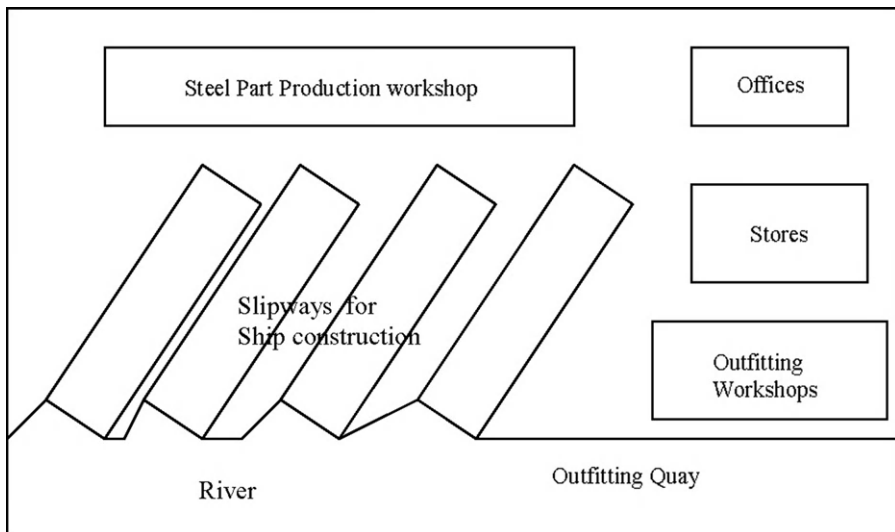 Steel Part Production workshop
Offices
Stores
Slipways for
Ship construction
Outfitting
Workshops
River
Outfitting Quay